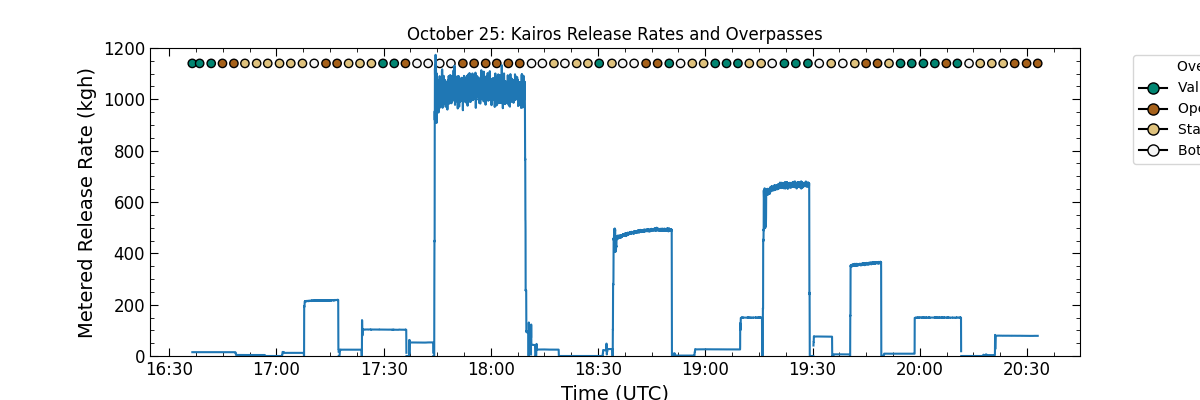 October 25: Kairos Release Rates and Overpasses
1200
1000
800
600
400
200
0
Metered Release Rate (kgh)
16:30 17:00 17:30 18:00 18:30 19:00 19:30 20:00 20:30
Time (UTC)